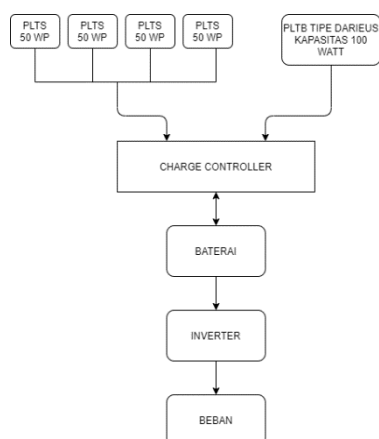 PLTS
50 WP
PLTS
50 WP
PLTS
50 WP
PLTS
50 WP
PLTB TIPE DARIEUS
KAPASITAS 100
WATT
CHARGE CONTROLLER
BATERAI
INVERTER
BEBAN